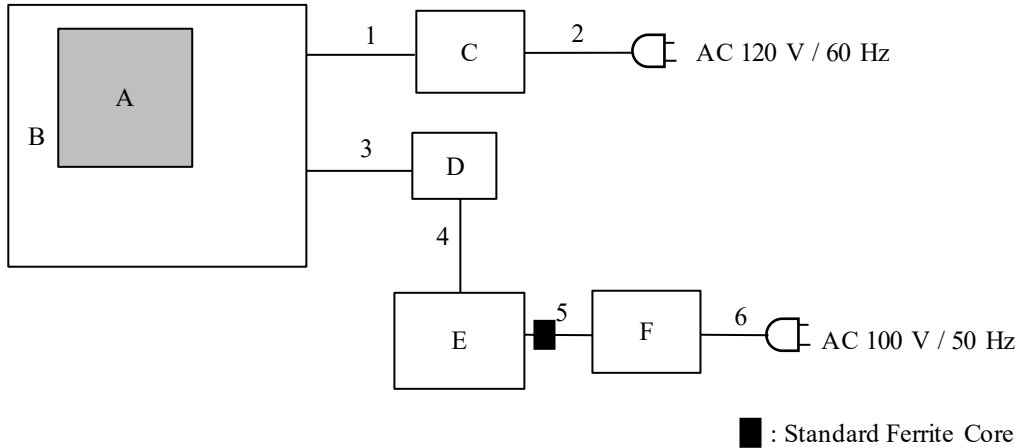 1
C
2
AC 120 V / 60 Hz
A
B
3
D
4
E
5
F
6
AC 100 V / 50 Hz
: Standard Ferrite Core